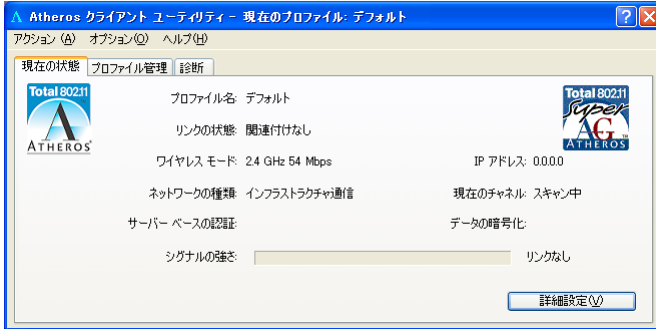 Atheros クライアント ユーティリティ - 現在のプロファイル: デフォルト
アクション(A) オプション(O) ヘルプ(H)
現在の状態 プロファイル管理 診断
Total 802.11
ATHEROS
Total 802.11
Super
AG
ATHEROS
プロファイル名: デフォルト
リンクの状態: 関連付けなし
ワイヤレス モード: 2.4 GHz 54 Mbps IP アドレス: 0.0.0.0
ネットワークの種類: インフラストラクチャ通信 現在のチャネル: スキャン中
サーバー ベースの認証: データの暗号化:
シグナルの強さ: リンクなし
詳細設定(V)